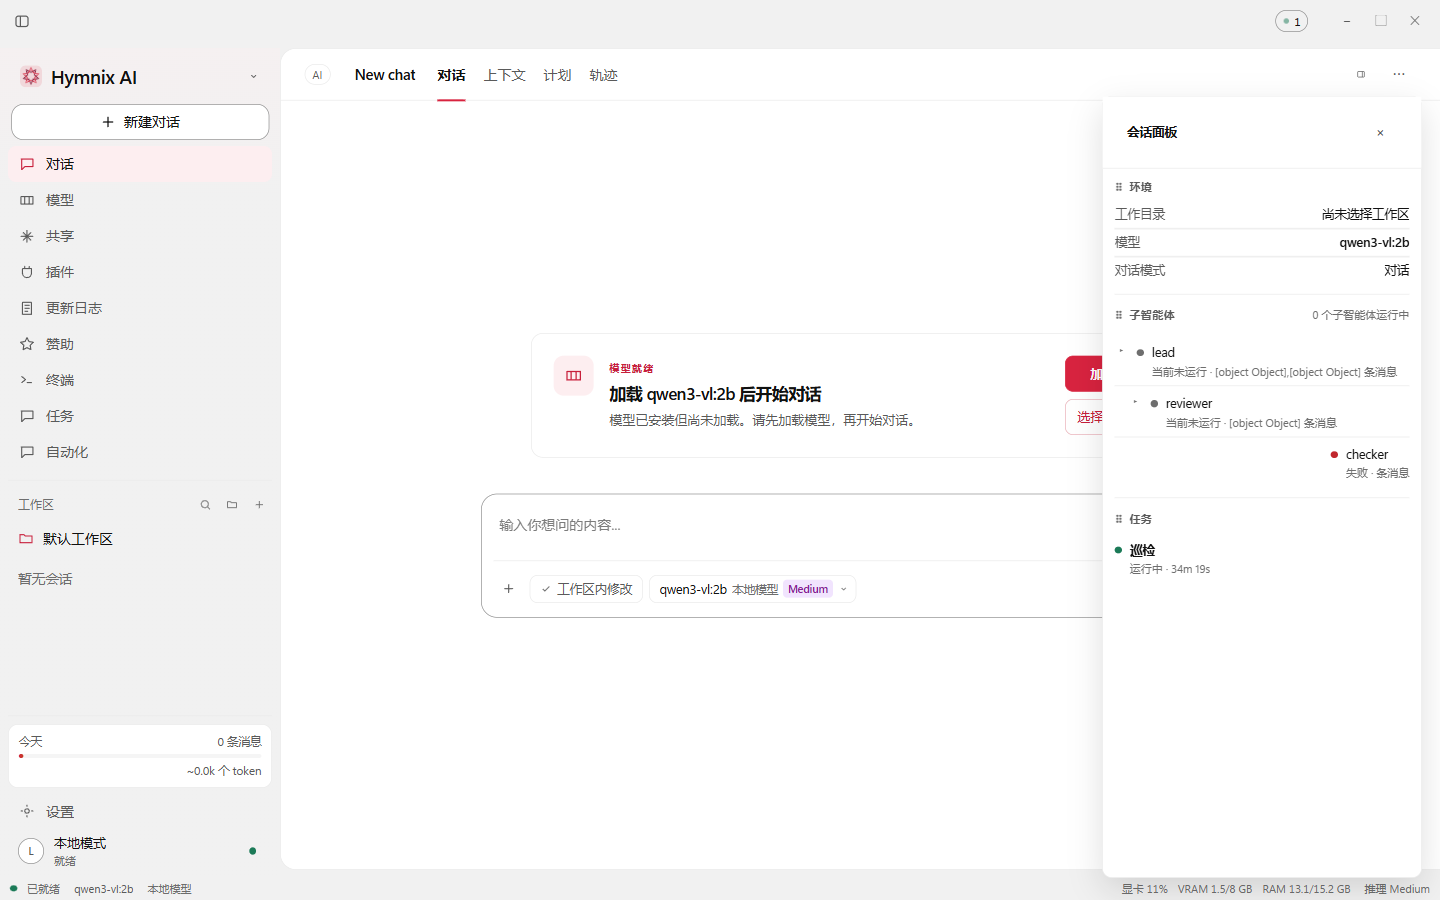 1
Hymnix AI
新建对话
对话
模型
共享
插件
更新日志
赞助
终端
任务
自动化
工作区
默认工作区
暂无会话
今天 0 条消息
~0.0k 个 token
设置
L 本地模式
就绪
AI New chat 对话 上下文 计划 轨迹
模型就绪
加载 qwen3-vl:2b 后开始对话
模型已安装但尚未加载。请先加载模型，再开始对话。
加
选择
输入你想问的内容...
工作区内修改 qwen3-vl:2b 本地模型 Medium
会话面板
环境
工作目录 尚未选择工作区
模型 qwen3-vl:2b
对话模式 对话
子智能体 0 个子智能体运行中
lead
当前未运行 · [object Object],[object Object] 条消息
reviewer
当前未运行 · [object Object] 条消息
checker
失败 · 条消息
任务
巡检
运行中 · 34m 19s
已就绪 qwen3-vl:2b 本地模型
显卡 11% VRAM 1.5/8 GB RAM 13.1/15.2 GB 推理 Medium